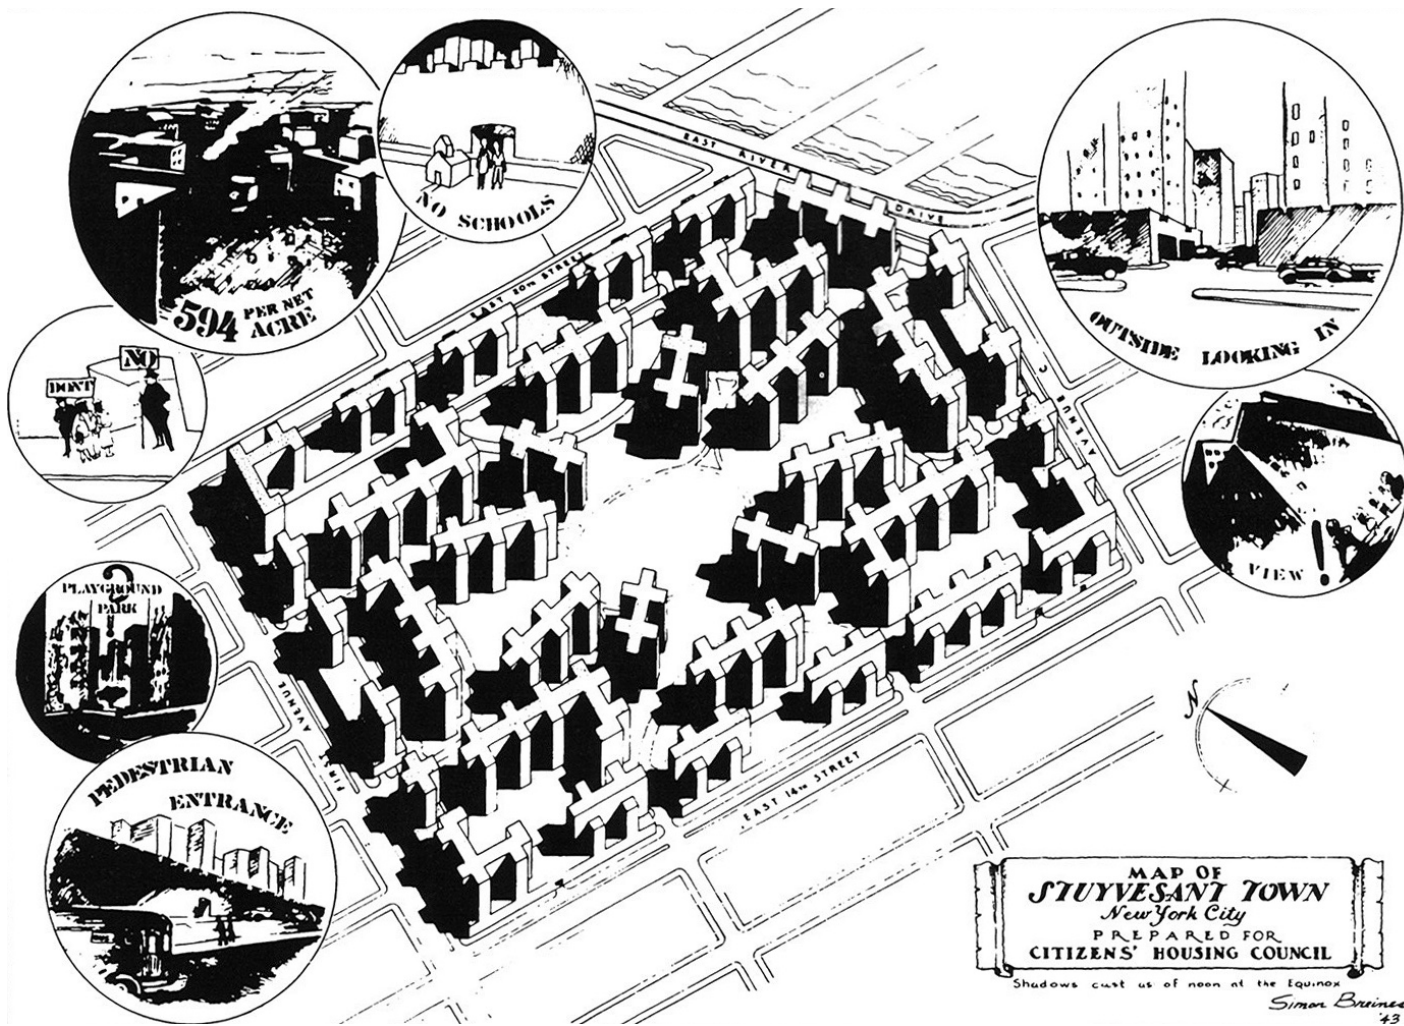 594 PER NET
ACRE
NO SCHOOLS
DONT
NO
?
PLAYGROUND
PARK
PEDESTRIAN
ENTRANCE
EAST RIVER DRIVE
EAST 20TH STREET
AVENUE C
FIRST AVENUE
EAST 14TH STREET
OUTSIDE LOOKING IN
VIEW !
N
MAP OF
STUYVESANT TOWN
New York City
PREPARED FOR
CITIZENS' HOUSING COUNCIL
Shadows cast as of noon at the Equinox
Simon Breines
'43